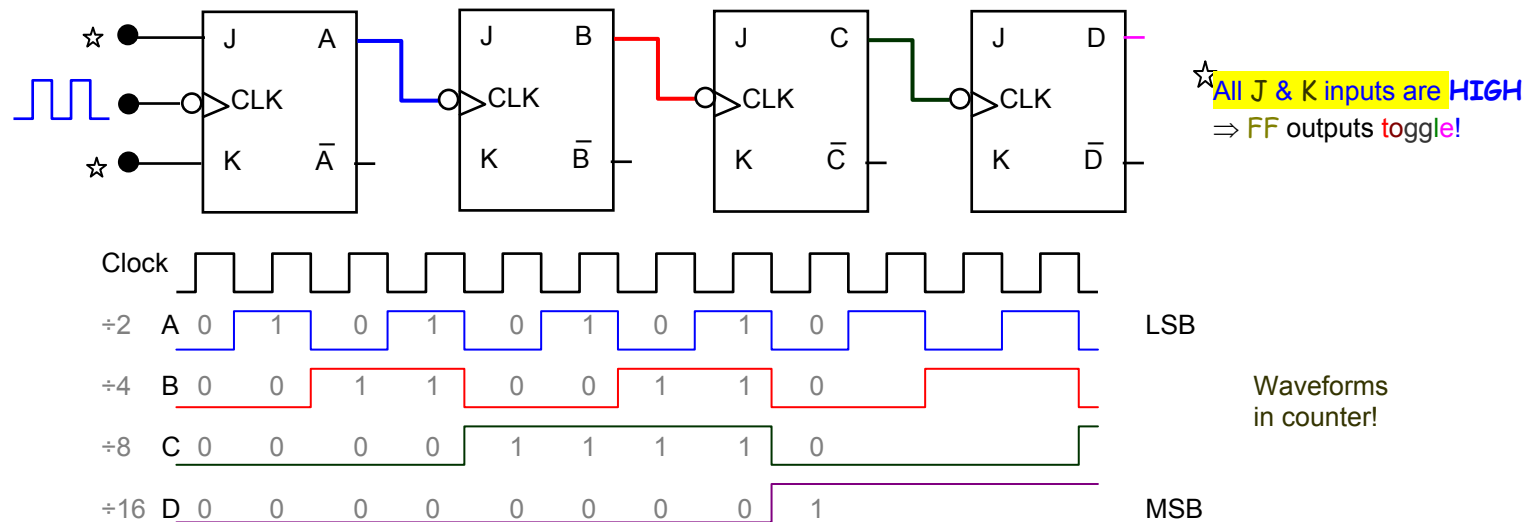 J A J B J C J D
CLK CLK CLK CLK
K A̅ K B̅ K C̅ K D̅
☆All J & K inputs are HIGH
⇒ FF outputs toggle!
Clock
÷2 A 0 1 0 1 0 1 0 1 0 LSB
÷4 B 0 0 1 1 0 0 1 1 0
÷8 C 0 0 0 0 1 1 1 1 0
÷16 D 0 0 0 0 0 0 0 0 1 MSB
Waveforms
in counter!